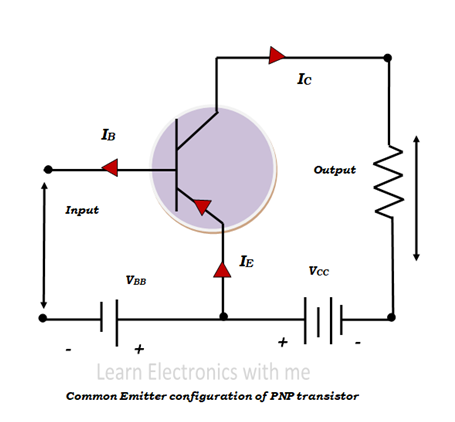 IC
IB
Output
Input
IE
VBB
VCC
- + + -
Learn Electronics with me
Common Emitter configuration of PNP transistor